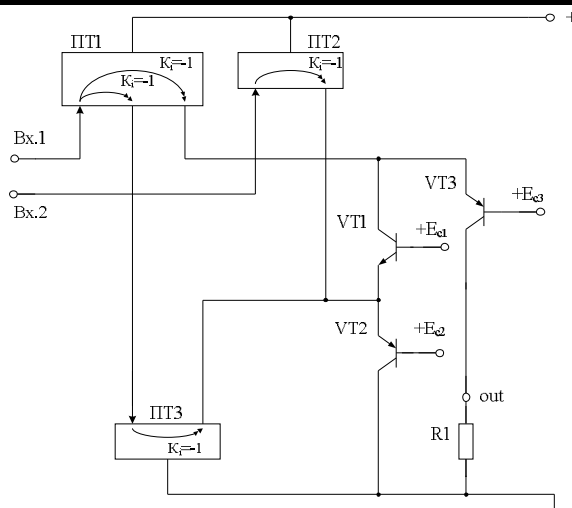 +
ПТ1
ПТ2
Ki=-1
Ki=-1
Ki=-1
Вх.1
Вх.2
VT3
+Ec3
VT1
+Ec1
VT2
+Ec2
out
ПТ3
R1
Ki=-1